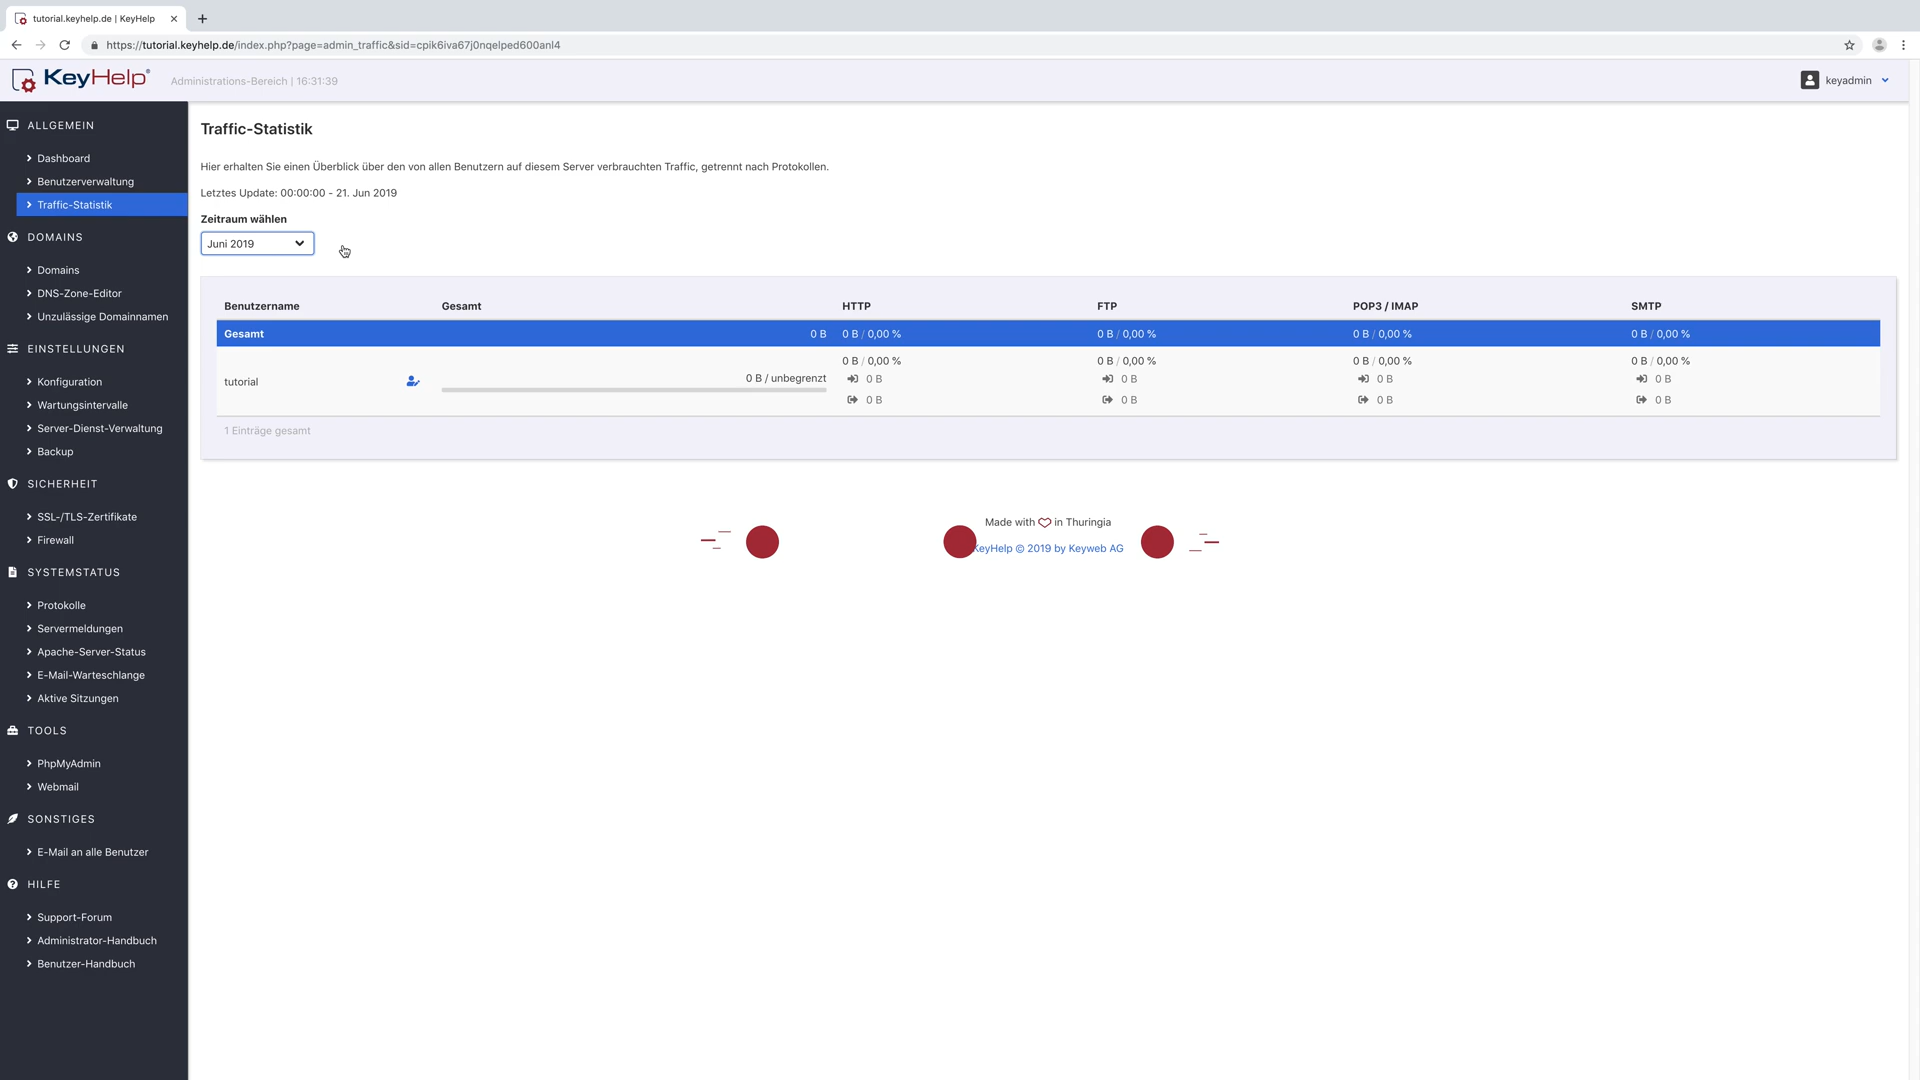 tutorial.keyhelp.de | KeyHelp
https://tutorial.keyhelp.de/index.php?page=admin_traffic&sid=cpik6iva67j0nqelped600anl4
KeyHelp®
Administrations-Bereich | 16:31:39
keyadmin
ALLGEMEIN
Dashboard
Benutzerverwaltung
Traffic-Statistik
DOMAINS
Domains
DNS-Zone-Editor
Unzulässige Domainnamen
EINSTELLUNGEN
Konfiguration
Wartungsintervalle
Server-Dienst-Verwaltung
Backup
SICHERHEIT
SSL-/TLS-Zertifikate
Firewall
SYSTEMSTATUS
Protokolle
Servermeldungen
Apache-Server-Status
E-Mail-Warteschlange
Aktive Sitzungen
TOOLS
PhpMyAdmin
Webmail
SONSTIGES
E-Mail an alle Benutzer
HILFE
Support-Forum
Administrator-Handbuch
Benutzer-Handbuch
Traffic-Statistik
Hier erhalten Sie einen Überblick über den von allen Benutzern auf diesem Server verbrauchten Traffic, getrennt nach Protokollen.
Letztes Update: 00:00:00 - 21. Jun 2019
Zeitraum wählen
Juni 2019
Benutzername Gesamt HTTP FTP POP3 / IMAP SMTP
Gesamt 0 B 0 B / 0,00 % 0 B / 0,00 % 0 B / 0,00 % 0 B / 0,00 %
0 B / 0,00 % 0 B / 0,00 % 0 B / 0,00 % 0 B / 0,00 %
tutorial 0 B / unbegrenzt 0 B 0 B 0 B 0 B
0 B 0 B 0 B 0 B
1 Einträge gesamt
Made with in Thuringia
KeyHelp © 2019 by Keyweb AG